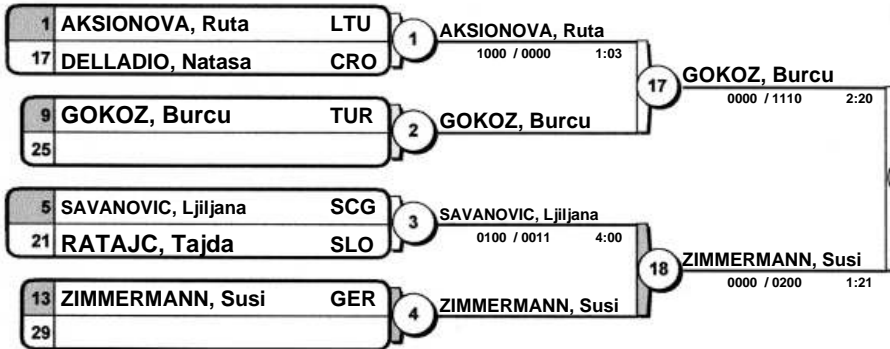 1 AKSIONOVA, Ruta LTU
17 DELLADIO, Natasa CRO
1
AKSIONOVA, Ruta
1000 / 0000 1:03
9 GOKOZ, Burcu TUR
25
2
GOKOZ, Burcu
17
GOKOZ, Burcu
0000 / 1110 2:20
5 SAVANOVIC, Ljiljana SCG
21 RATAJC, Tajda SLO
3
SAVANOVIC, Ljiljana
0100 / 0011 4:00
13 ZIMMERMANN, Susi GER
29
4
ZIMMERMANN, Susi
18
ZIMMERMANN, Susi
0000 / 0200 1:21